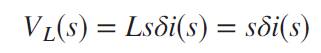 V_L(s) = Lsδi(s) = sδi(s)